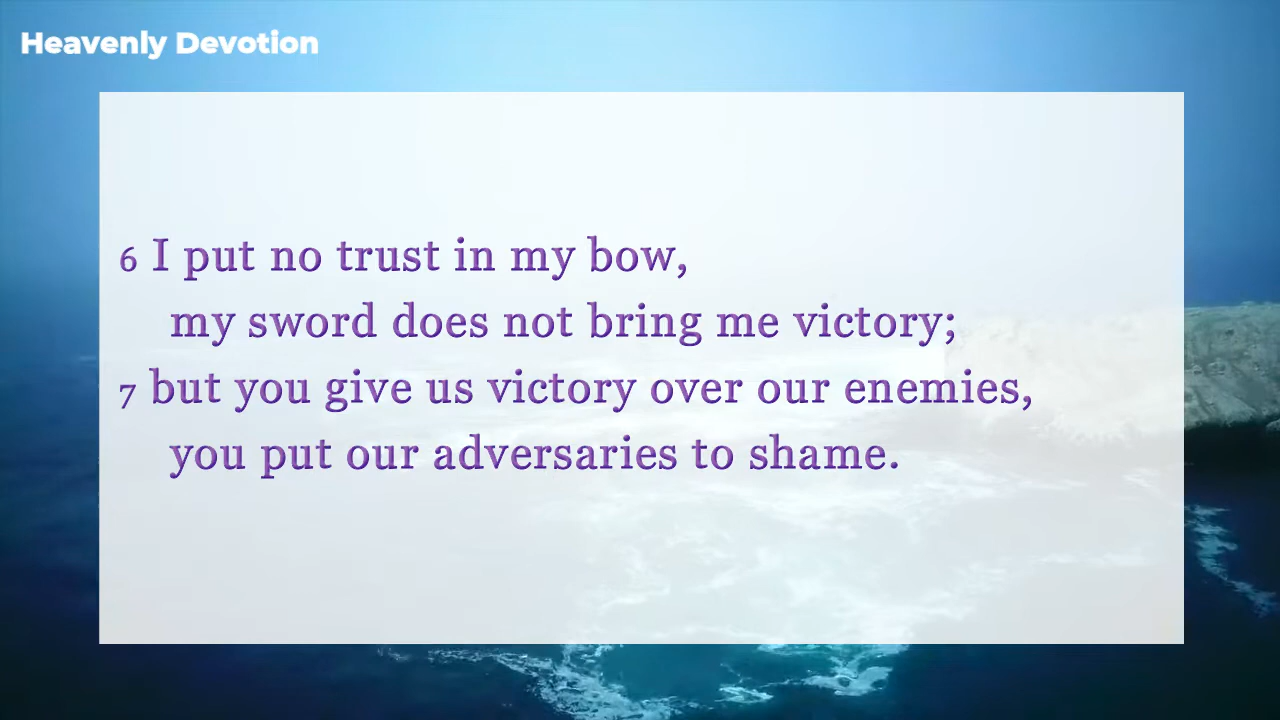 Heavenly Devotion
6 I put no trust in my bow,
my sword does not bring me victory;
7 but you give us victory over our enemies,
you put our adversaries to shame.